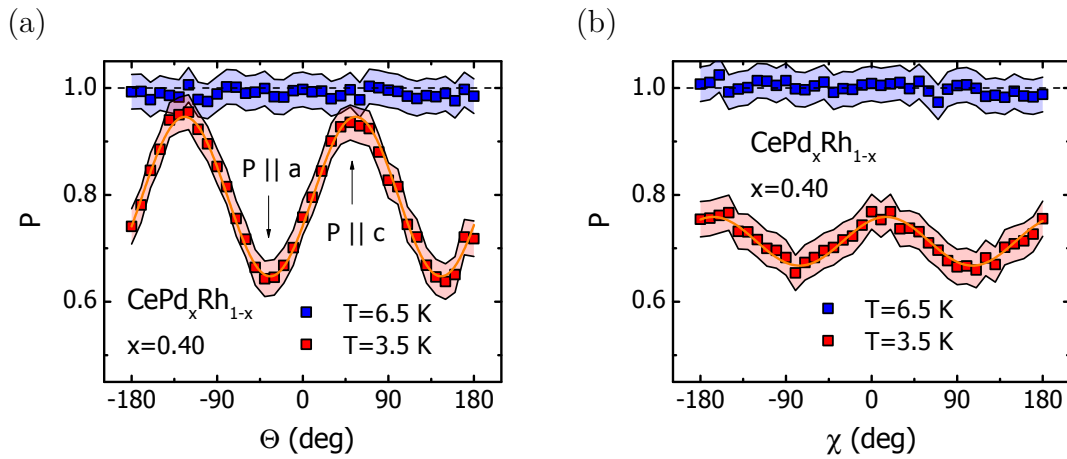 (a)
1.0
0.8
0.6
P
P || a
P || c
CePdxRh1-x
x=0.40
T=6.5 K
T=3.5 K
-180 -90 0 90 180
Θ (deg)
(b)
1.0
0.8
0.6
P
CePdxRh1-x
x=0.40
T=6.5 K
T=3.5 K
-180 -90 0 90 180
χ (deg)